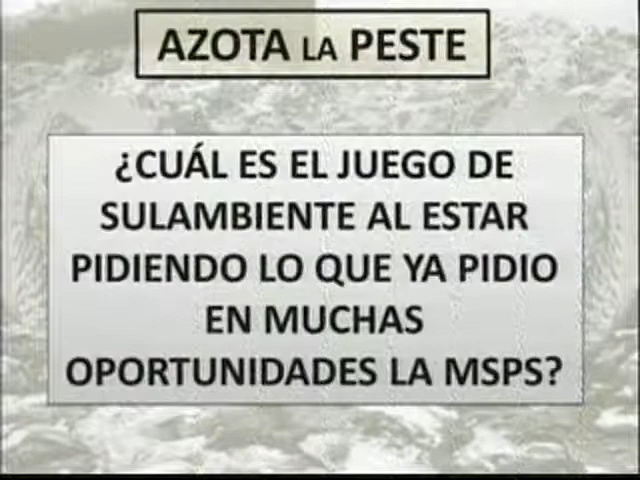 AZOTA LA PESTE
¿CUÁL ES EL JUEGO DE
SULAMBIENTE AL ESTAR
PIDIENDO LO QUE YA PIDIO
EN MUCHAS
OPORTUNIDADES LA MSPS?